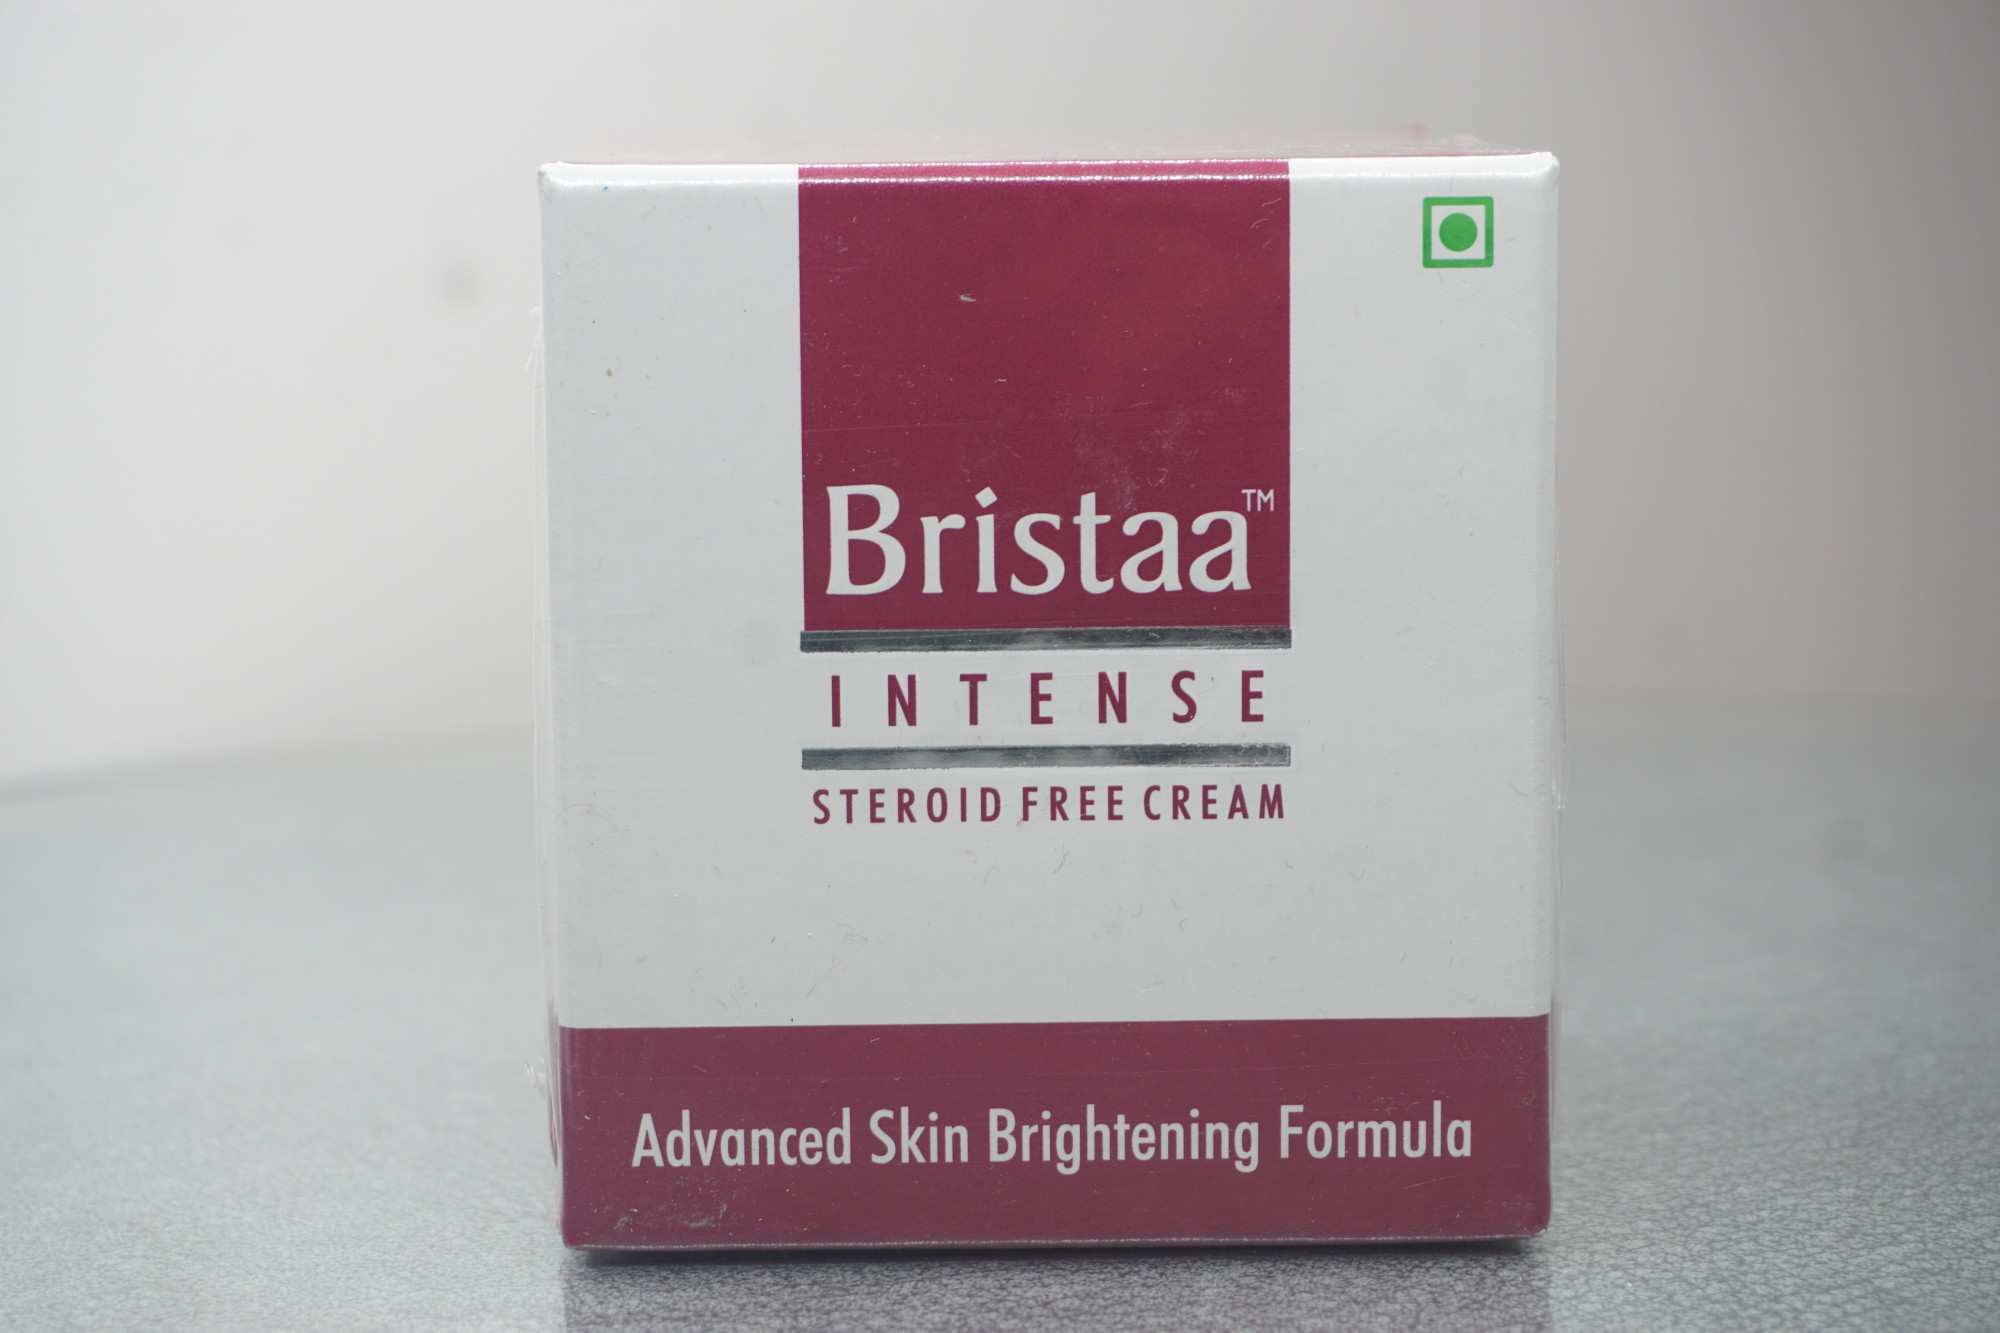 Bristaa™
INTENSE
STEROID FREE CREAM
Advanced Skin Brightening Formula